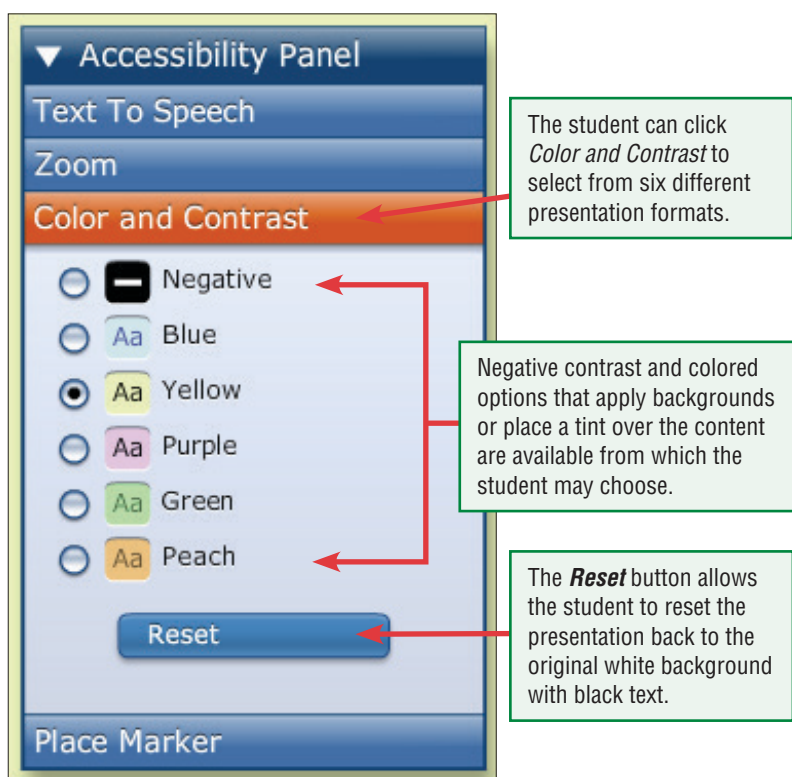 ▼ Accessibility Panel
Text To Speech
Zoom
Color and Contrast
Negative
Aa Blue
Aa Yellow
Aa Purple
Aa Green
Aa Peach
Reset
Place Marker
The student can click
Color and Contrast to
select from six different
presentation formats.
Negative contrast and colored
options that apply backgrounds
or place a tint over the content
are available from which the
student may choose.
The Reset button allows
the student to reset the
presentation back to the
original white background
with black text.